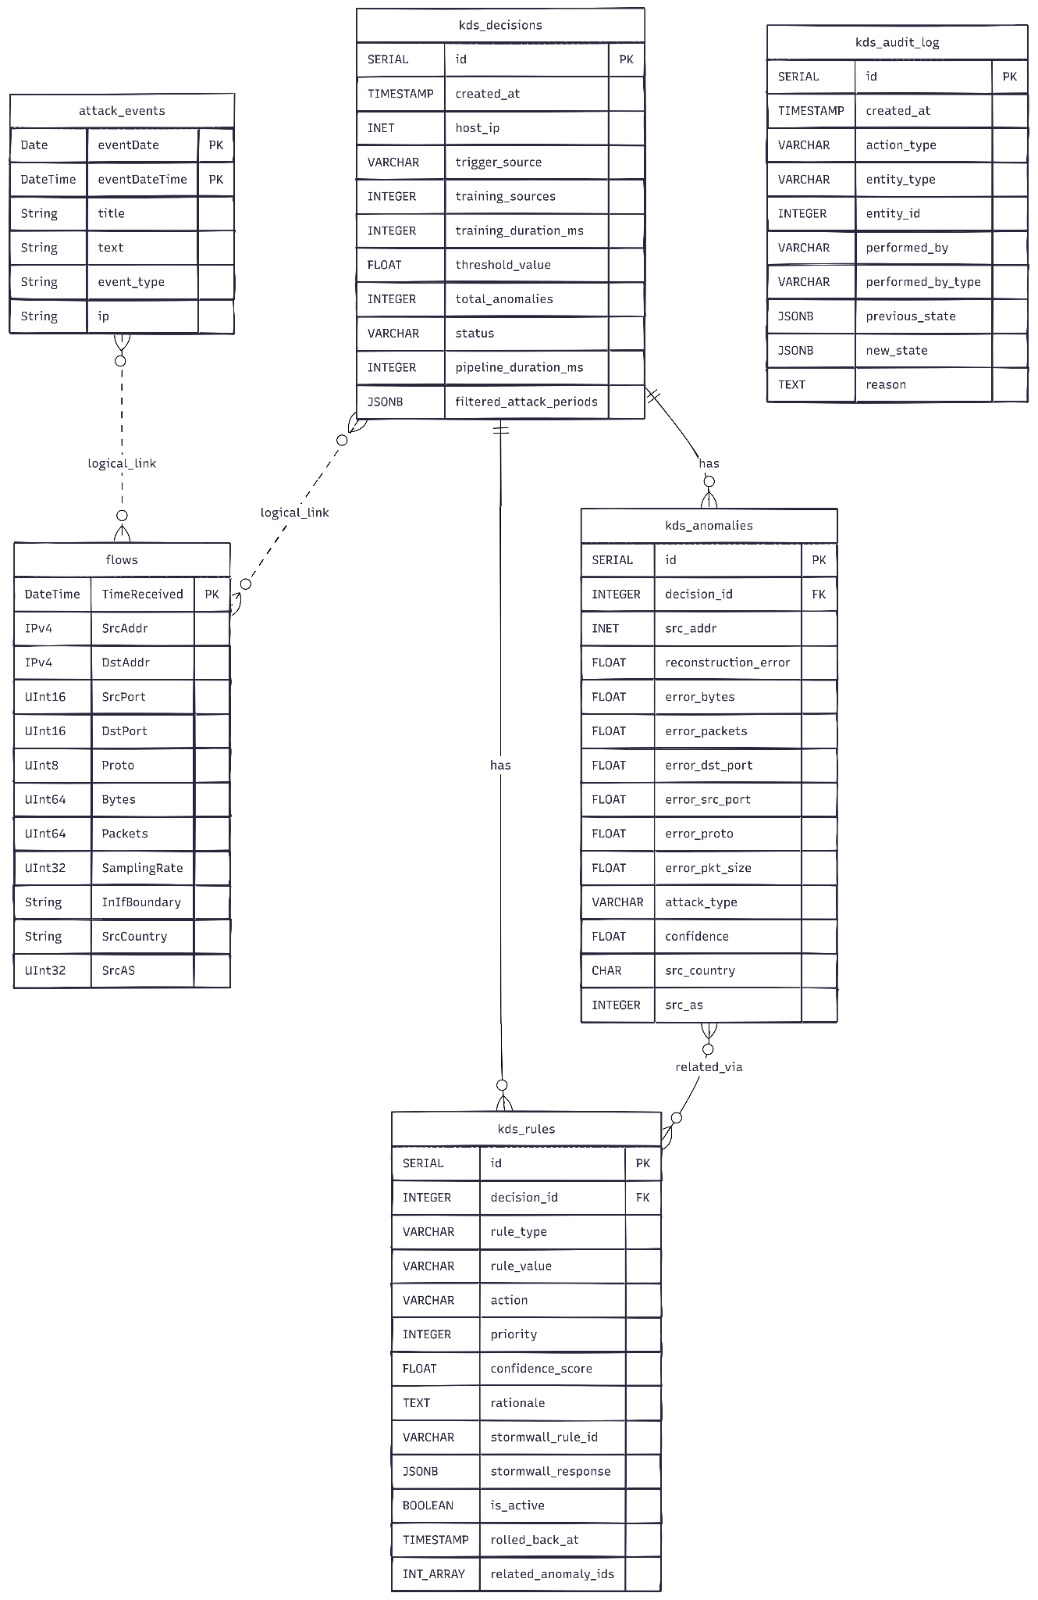 kds_decisions
SERIAL id PK
TIMESTAMP created_at
INET host_ip
VARCHAR trigger_source
INTEGER training_sources
INTEGER training_duration_ms
FLOAT threshold_value
INTEGER total_anomalies
VARCHAR status
INTEGER pipeline_duration_ms
JSONB filtered_attack_periods
kds_audit_log
SERIAL id PK
TIMESTAMP created_at
VARCHAR action_type
VARCHAR entity_type
INTEGER entity_id
VARCHAR performed_by
VARCHAR performed_by_type
JSONB previous_state
JSONB new_state
TEXT reason
attack_events
Date eventDate PK
DateTime eventDateTime PK
String title
String text
String event_type
String ip
logical_link
logical_link
has
flows
DateTime TimeReceived PK
IPv4 SrcAddr
IPv4 DstAddr
UInt16 SrcPort
UInt16 DstPort
UInt8 Proto
UInt64 Bytes
UInt64 Packets
UInt32 SamplingRate
String InIfBoundary
String SrcCountry
UInt32 SrcAS
has
kds_anomalies
SERIAL id PK
INTEGER decision_id FK
INET src_addr
FLOAT reconstruction_error
FLOAT error_bytes
FLOAT error_packets
FLOAT error_dst_port
FLOAT error_src_port
FLOAT error_proto
FLOAT error_pkt_size
VARCHAR attack_type
FLOAT confidence
CHAR src_country
INTEGER src_as
related_via
kds_rules
SERIAL id PK
INTEGER decision_id FK
VARCHAR rule_type
VARCHAR rule_value
VARCHAR action
INTEGER priority
FLOAT confidence_score
TEXT rationale
VARCHAR stormwall_rule_id
JSONB stormwall_response
BOOLEAN is_active
TIMESTAMP rolled_back_at
INT_ARRAY related_anomaly_ids